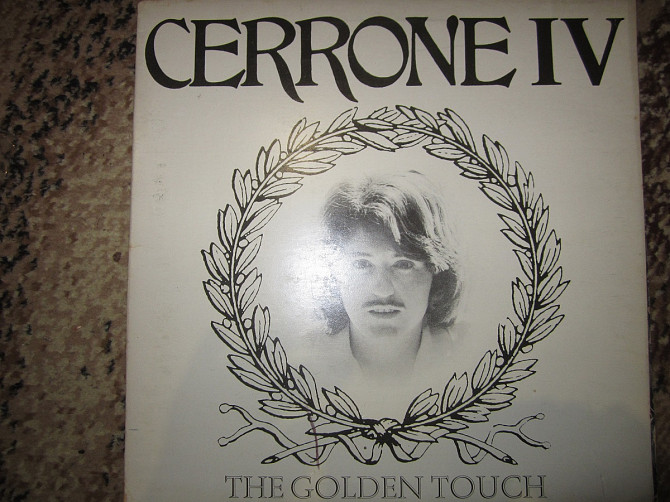 CERRONE IV
THE GOLDEN TOUCH